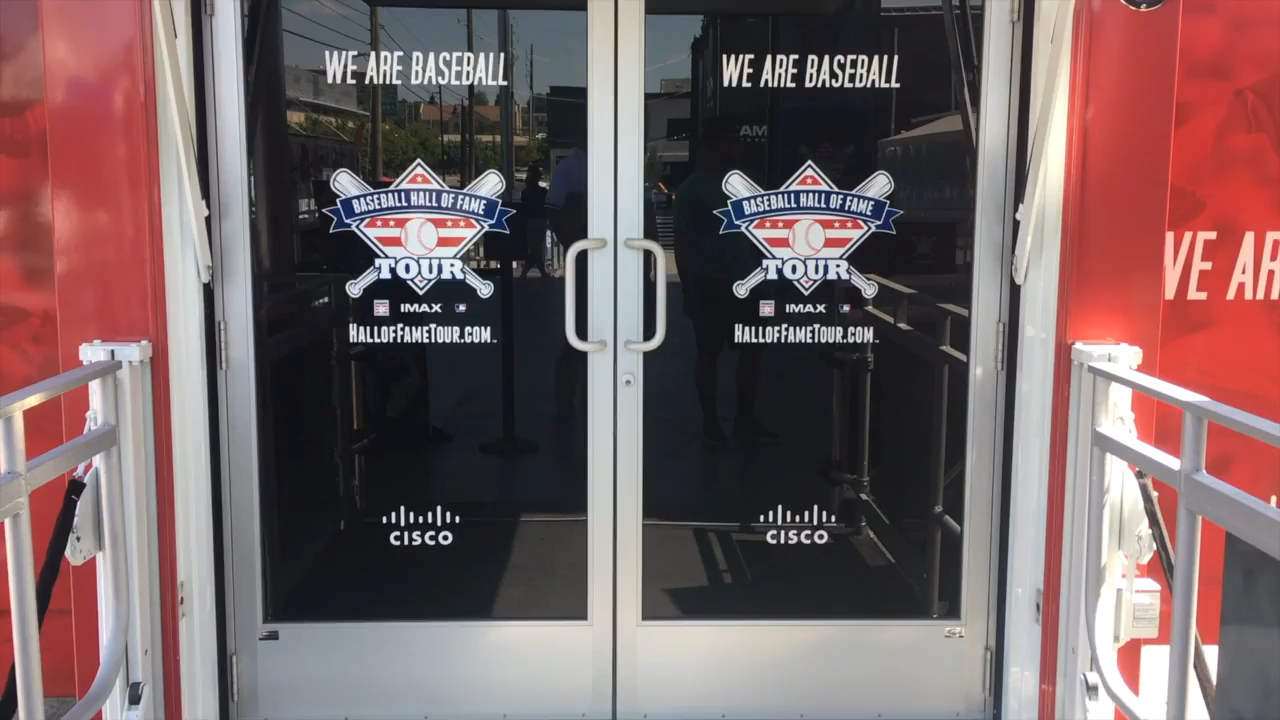 WE ARE BASEBALL
BASEBALL HALL OF FAME
TOUR
IMAX
HALLOFFAMETOUR.COM
CISCO
WE ARE BASEBALL
BASEBALL HALL OF FAME
TOUR
IMAX
HALLOFFAMETOUR.COM
CISCO
WE AR